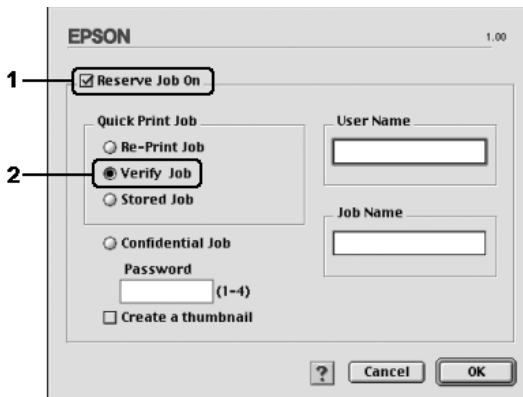 EPSON
1.00
1
Reserve Job On
Quick Print Job
Re-Print Job
2
Verify Job
Stored Job
Confidential Job
Password
(1-4)
Create a thumbnail
User Name
Job Name
?
Cancel
OK